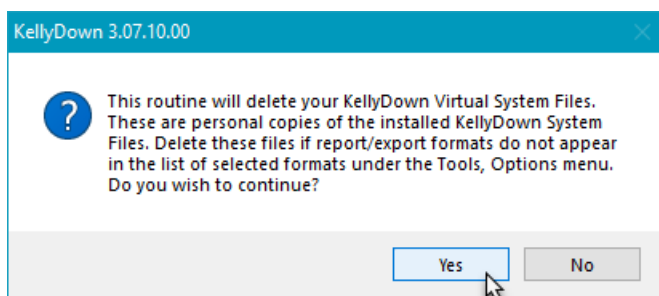 KellyDown 3.07.10.00
This routine will delete your KellyDown Virtual System Files.
These are personal copies of the installed KellyDown System
Files. Delete these files if report/export formats do not appear
in the list of selected formats under the Tools, Options menu.
Do you wish to continue?
Yes
No